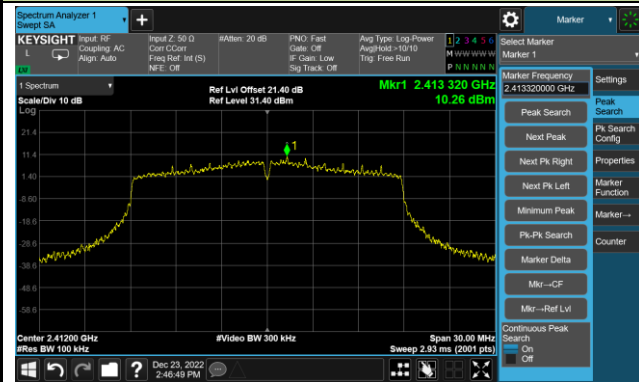 Spectrum Analyzer 1
Swept SA
Marker
KEYSIGHT
L
Input: RF
Coupling: AC
Align: Auto
Input Z: 50 Ω
Corr CCorr
Freq Ref: Int (S)
NFE: Off
#Atten: 20 dB
PNO: Fast
Gate: Off
IF Gain: Low
Sig Track: Off
Avg Type: Log-Power
Avg|Hold:>10/10
Trig: Free Run
1 2 3 4 5 6
M W W W W W
P N N N N N
1 Spectrum
Scale/Div 10 dB
Log
Ref Lvl Offset 21.40 dB
Ref Level 31.40 dBm
Mkr1 2.413 320 GHz
10.26 dBm
21.4
11.4
1.40
-8.60
-18.6
-28.6
-38.6
-48.6
-58.6
1
Center 2.41200 GHz
#Res BW 100 kHz
#Video BW 300 kHz
Span 30.00 MHz
Sweep 2.93 ms (2001 pts)
Select Marker
Marker 1
Marker Frequency
2.413320000 GHz
Peak Search
Next Peak
Next Pk Right
Next Pk Left
Minimum Peak
Pk-Pk Search
Marker Delta
Mkr→CF
Mkr→Ref Lvl
Continuous Peak
Search
On
Off
Settings
Peak
Search
Pk Search
Config
Properties
Marker
Function
Marker→
Counter
Dec 23, 2022
2:46:49 PM